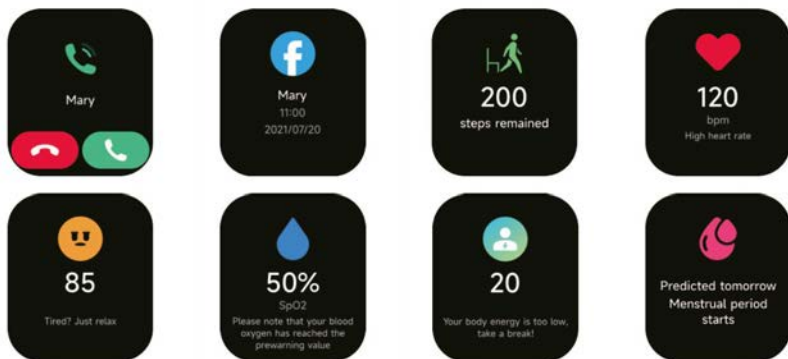 Mary
Mary
11:00
2021/07/20
200
steps remained
120
bpm
High heart rate
85
Tired? Just relax
50%
SpO2
Please note that your blood
oxygen has reached the
prewarning value
20
Your body energy is too low,
take a break!
Predicted tomorrow
Menstrual period
starts